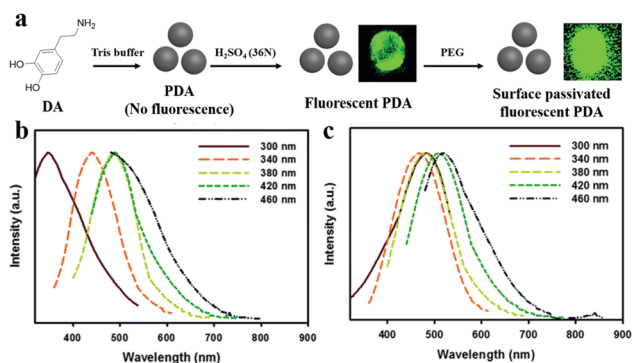 a
NH₂
HO
HO
DA
Tris buffer
PDA
(No fluorescence)
H₂SO₄ (36N)
Fluorescent PDA
PEG
Surface passivated
fluorescent PDA
b
300 nm
340 nm
380 nm
420 nm
460 nm
Intensity (a.u.)
400 500 600 700 800 900
Wavelength (nm)
c
300 nm
340 nm
380 nm
420 nm
460 nm
Intensity (a.u.)
400 500 600 700 800 900
Wavelength (nm)